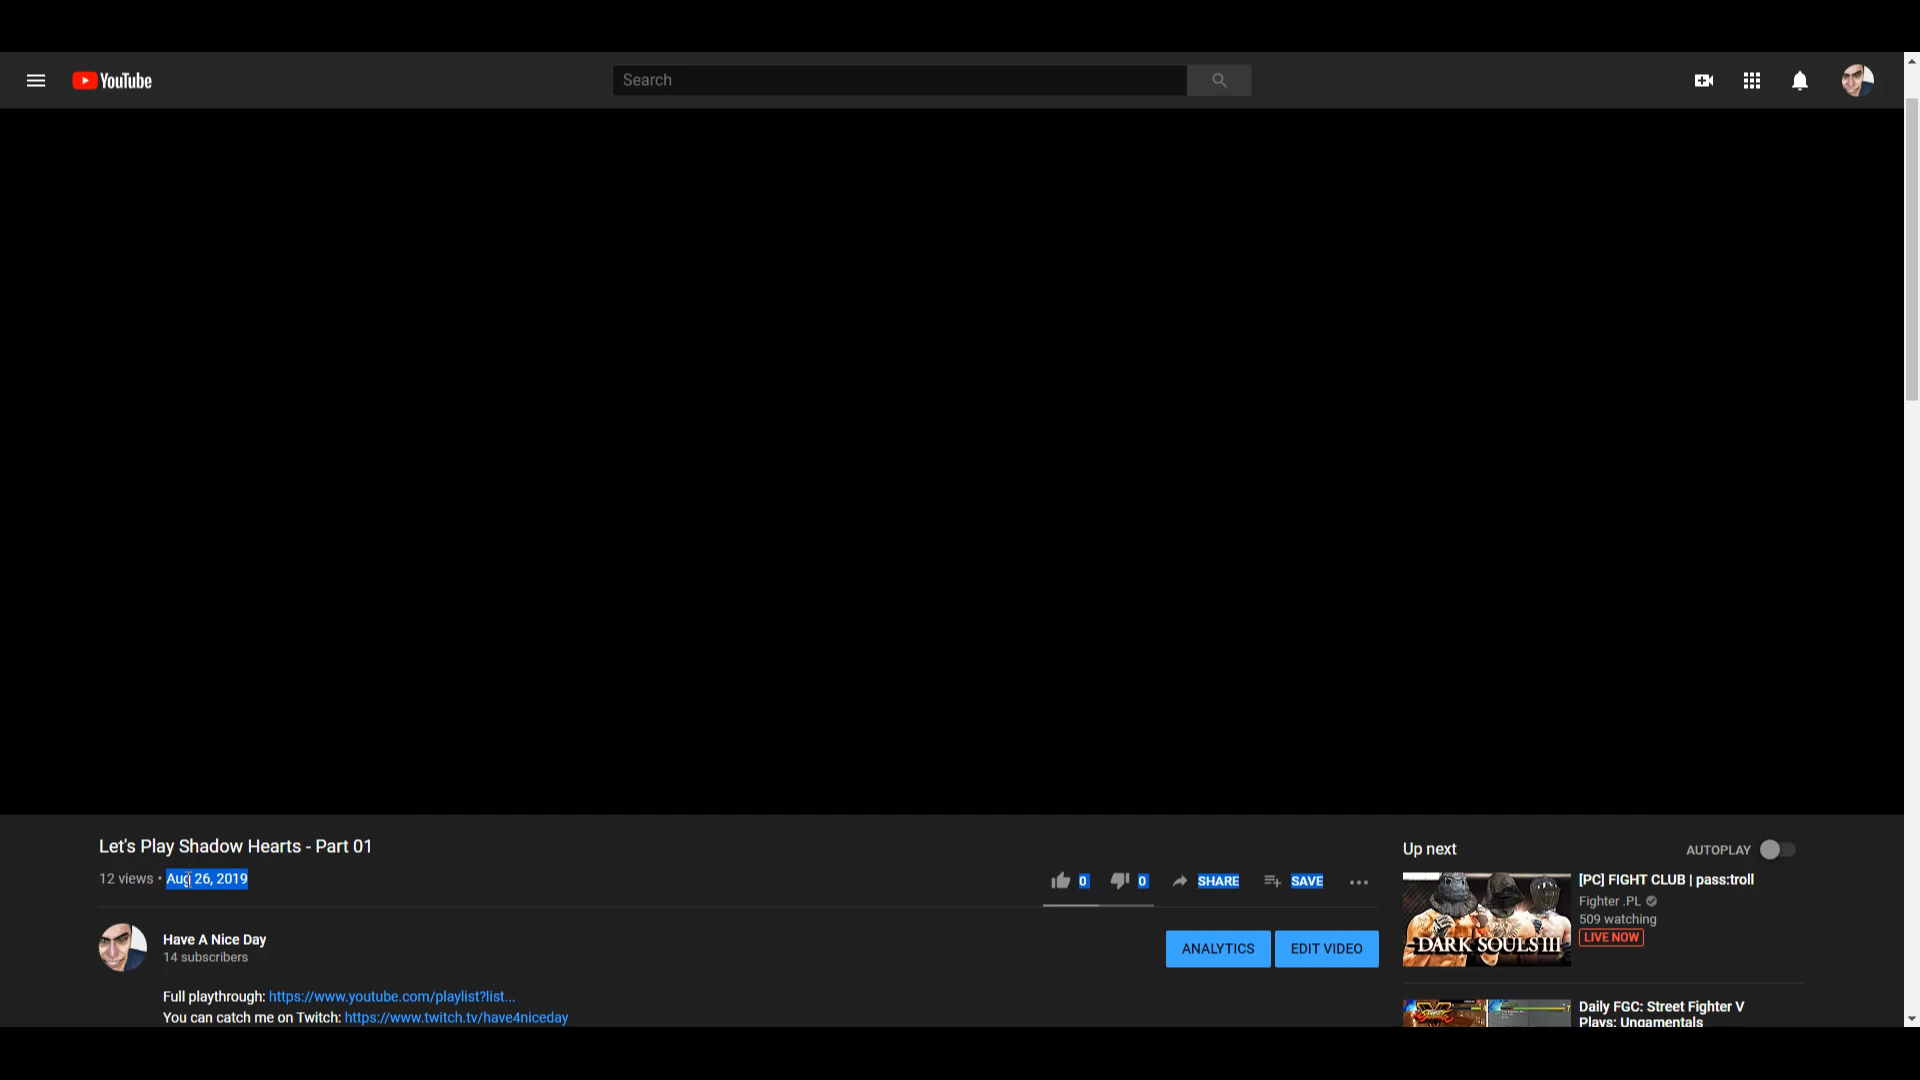 YouTube
Search
Let's Play Shadow Hearts - Part 01
12 views • Aug 26, 2019
0 0 SHARE SAVE
Have A Nice Day
14 subscribers
ANALYTICS EDIT VIDEO
Full playthrough: https://www.youtube.com/playlist?list...
You can catch me on Twitch: https://www.twitch.tv/have4niceday
Up next AUTOPLAY
DARK SOULS III
[PC] FIGHT CLUB | pass:troll
Fighter .PL
509 watching
LIVE NOW
Daily FGC: Street Fighter V
Plays: Ungamentals